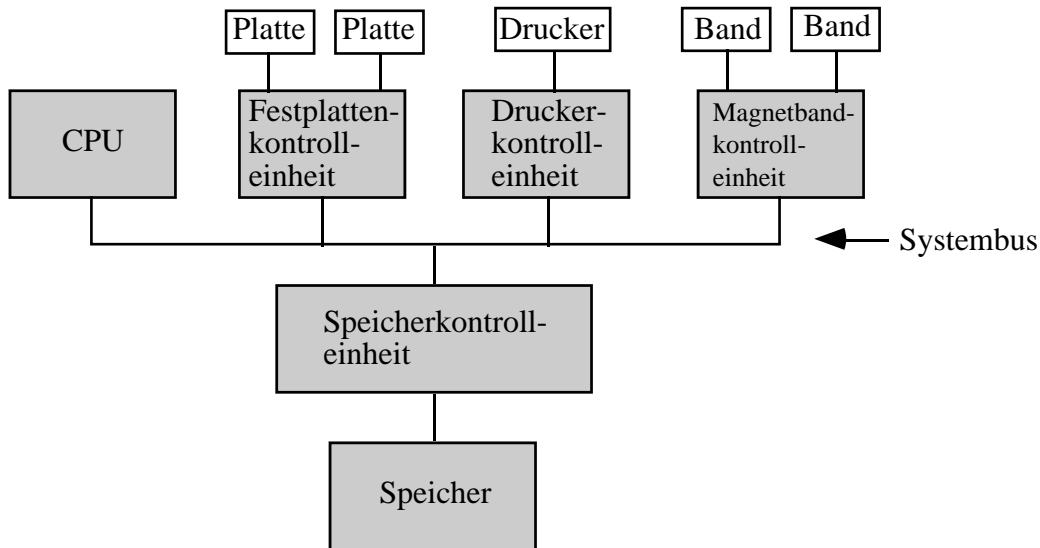 Platte
Platte
Drucker
Band
Band
CPU
Festplatten-
kontroll-
einheit
Drucker-
kontroll-
einheit
Magnetband-
kontroll-
einheit
Systembus
Speicherkontroll-
einheit
Speicher